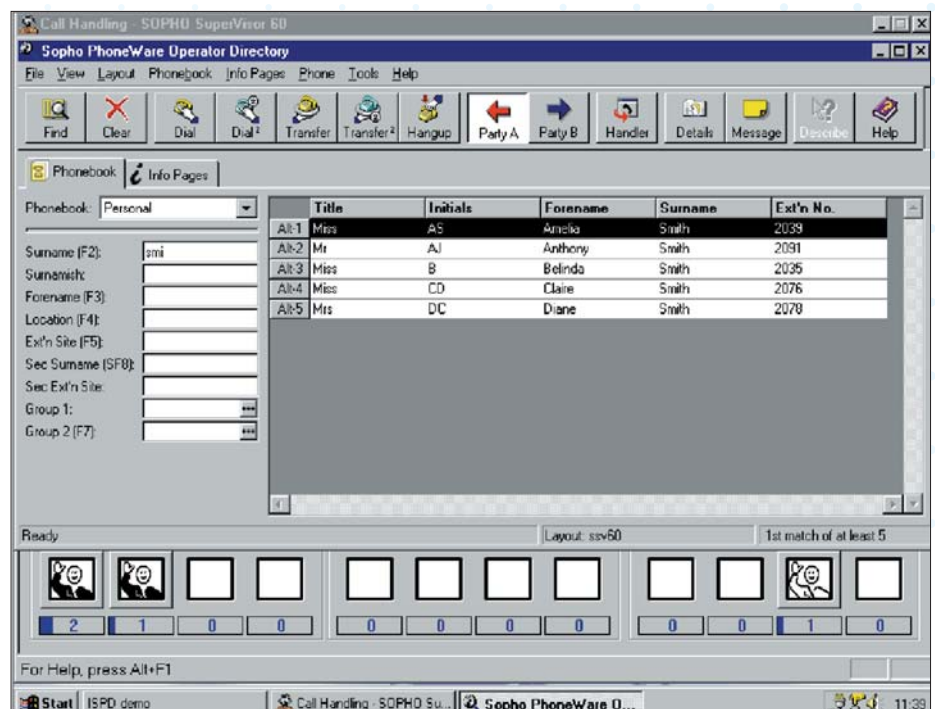 Call Handling - SOPHO SuperVisor 60
Sopho PhoneWare Operator Directory
File View Layout Phonebook Info Pages Phone Tools Help
Find Clear Dial Dial² Transfer Transfer² Hangup Party A Party B Handler Details Message Describe Help
Phonebook i Info Pages
Phonebook: Personal
Title Initials Forename Surname Ext'n No.
Alt-1 Miss AS Amelia Smith 2039
Alt-2 Mr AJ Anthony Smith 2091
Alt-3 Miss B Belinda Smith 2035
Alt-4 Miss CD Claire Smith 2076
Alt-5 Mrs DC Diane Smith 2078
Surname (F2): smi
Surnamish:
Forename (F3):
Location (F4):
Ext'n Site (F5):
Sec Surname (SF8):
Sec Ext'n Site:
Group 1: ...
Group 2 (F7): ...
Ready Layout: ssv60 1st match of at least 5
2 1 0 0 0 0 0 0 0 0 1 0
For Help, press Alt+F1
Start ISPD demo Call Handling - SOPHO Su... Sopho PhoneWare O... 11:39